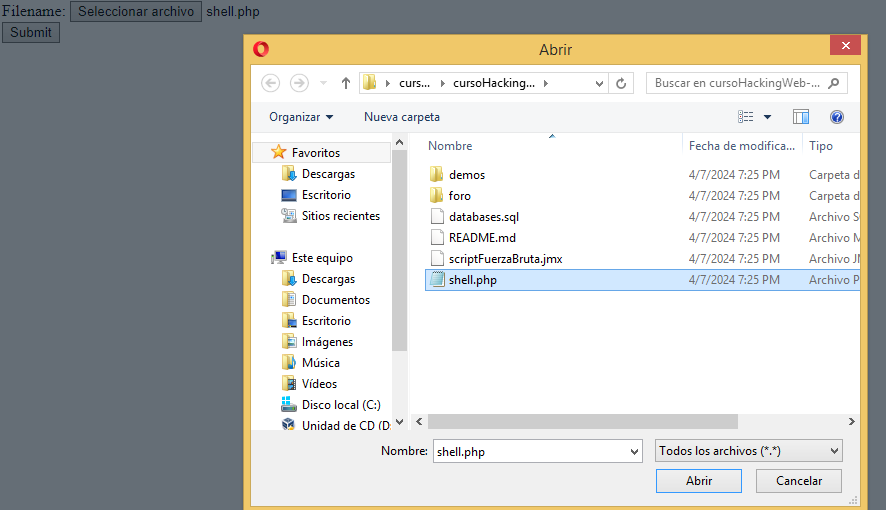 Filename: Seleccionar archivo shell.php
Submit
Abrir
curs... cursoHacking... Buscar en cursoHackingWeb-...
Organizar Nueva carpeta
Nombre Fecha de modifica... Tipo
Favoritos
Descargas
Escritorio
Sitios recientes
Este equipo
Descargas
Documentos
Escritorio
Imágenes
Música
Vídeos
Disco local (C:)
Unidad de CD (D:
demos 4/7/2024 7:25 PM Carpeta d
foro 4/7/2024 7:25 PM Carpeta d
databases.sql 4/7/2024 7:25 PM Archivo S
README.md 4/7/2024 7:25 PM Archivo M
scriptFuerzaBruta.jmx 4/7/2024 7:25 PM Archivo JM
shell.php 4/7/2024 7:25 PM Archivo P
Nombre: shell.php Todos los archivos (*.*)
Abrir Cancelar